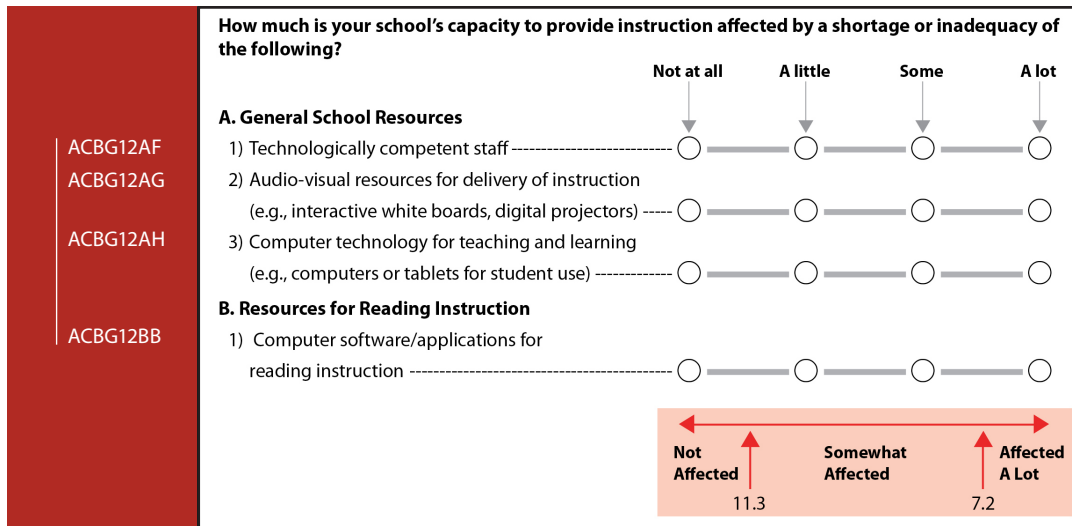 How much is your school’s capacity to provide instruction affected by a shortage or inadequacy of
the following?
Not at all A little Some A lot
A. General School Resources
ACBG12AF 1) Technologically competent staff
ACBG12AG 2) Audio-visual resources for delivery of instruction
(e.g., interactive white boards, digital projectors)
ACBG12AH 3) Computer technology for teaching and learning
(e.g., computers or tablets for student use)
B. Resources for Reading Instruction
ACBG12BB 1) Computer software/applications for
reading instruction
Not Somewhat Affected
Affected Affected A Lot
11.3 7.2